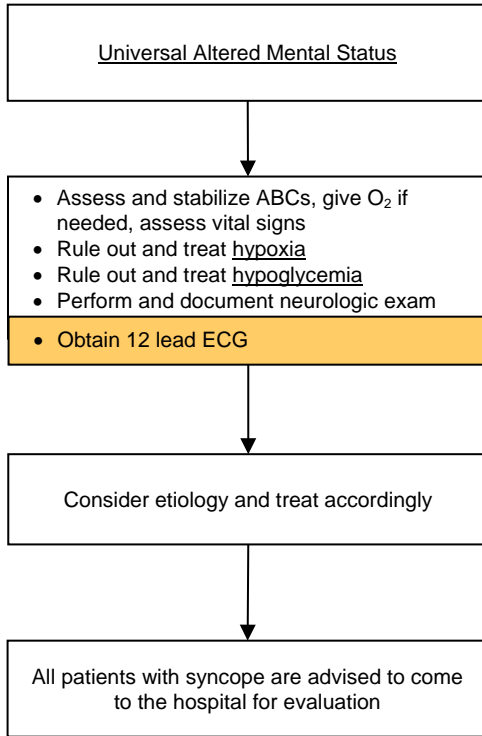 Universal Altered Mental Status
• Assess and stabilize ABCs, give O₂ if
needed, assess vital signs
• Rule out and treat hypoxia
• Rule out and treat hypoglycemia
• Perform and document neurologic exam
• Obtain 12 lead ECG
Consider etiology and treat accordingly
All patients with syncope are advised to come
to the hospital for evaluation